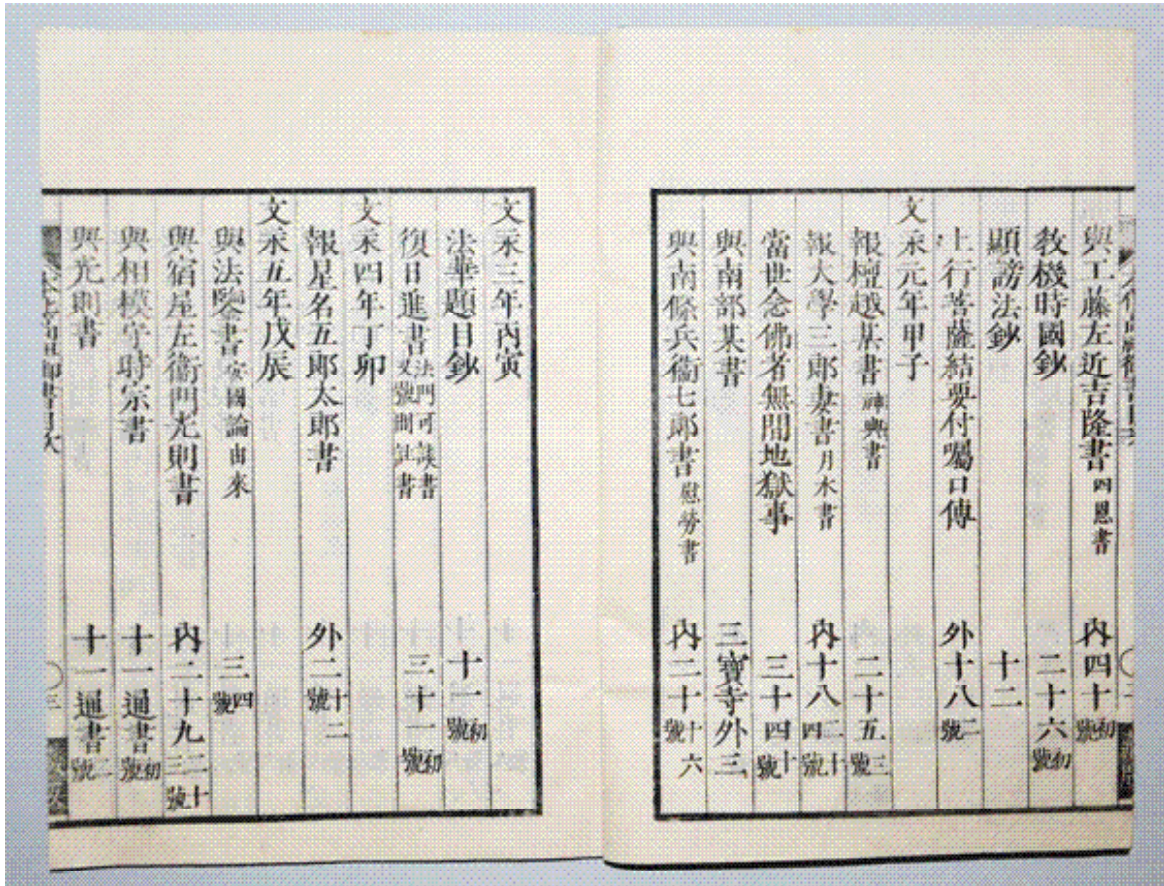 與工藤左近吉隆書 四恩書 內四十 初號
教機時國鈔 二十六 初號
顯謗法鈔 十二
上行菩薩結要付囑口傳 外十八 二號
文永元年甲子
報檀越某書 神輿書 二十五 三號
報大學三郎妻書 月水書 內十八 二十四號
當世念佛者無間地獄事 三十四 十號
與南部某書 三寶寺外三
與南條兵衞七郎書 慰勞書 內二十 十六號
文永三年丙寅
法華題目鈔 十一 初號
復日進書 法門可談書 又號問註書 三十一 初號
文永四年丁卯
報星名五郎太郎書 外二 十二號
文永五年戊辰
與法鑒書 安國論由來 三 四號
與宿屋左衞門光則書 內二十九 二十三號
與相模守時宗書 十一通書 初號
與光則書 十一通書 二號